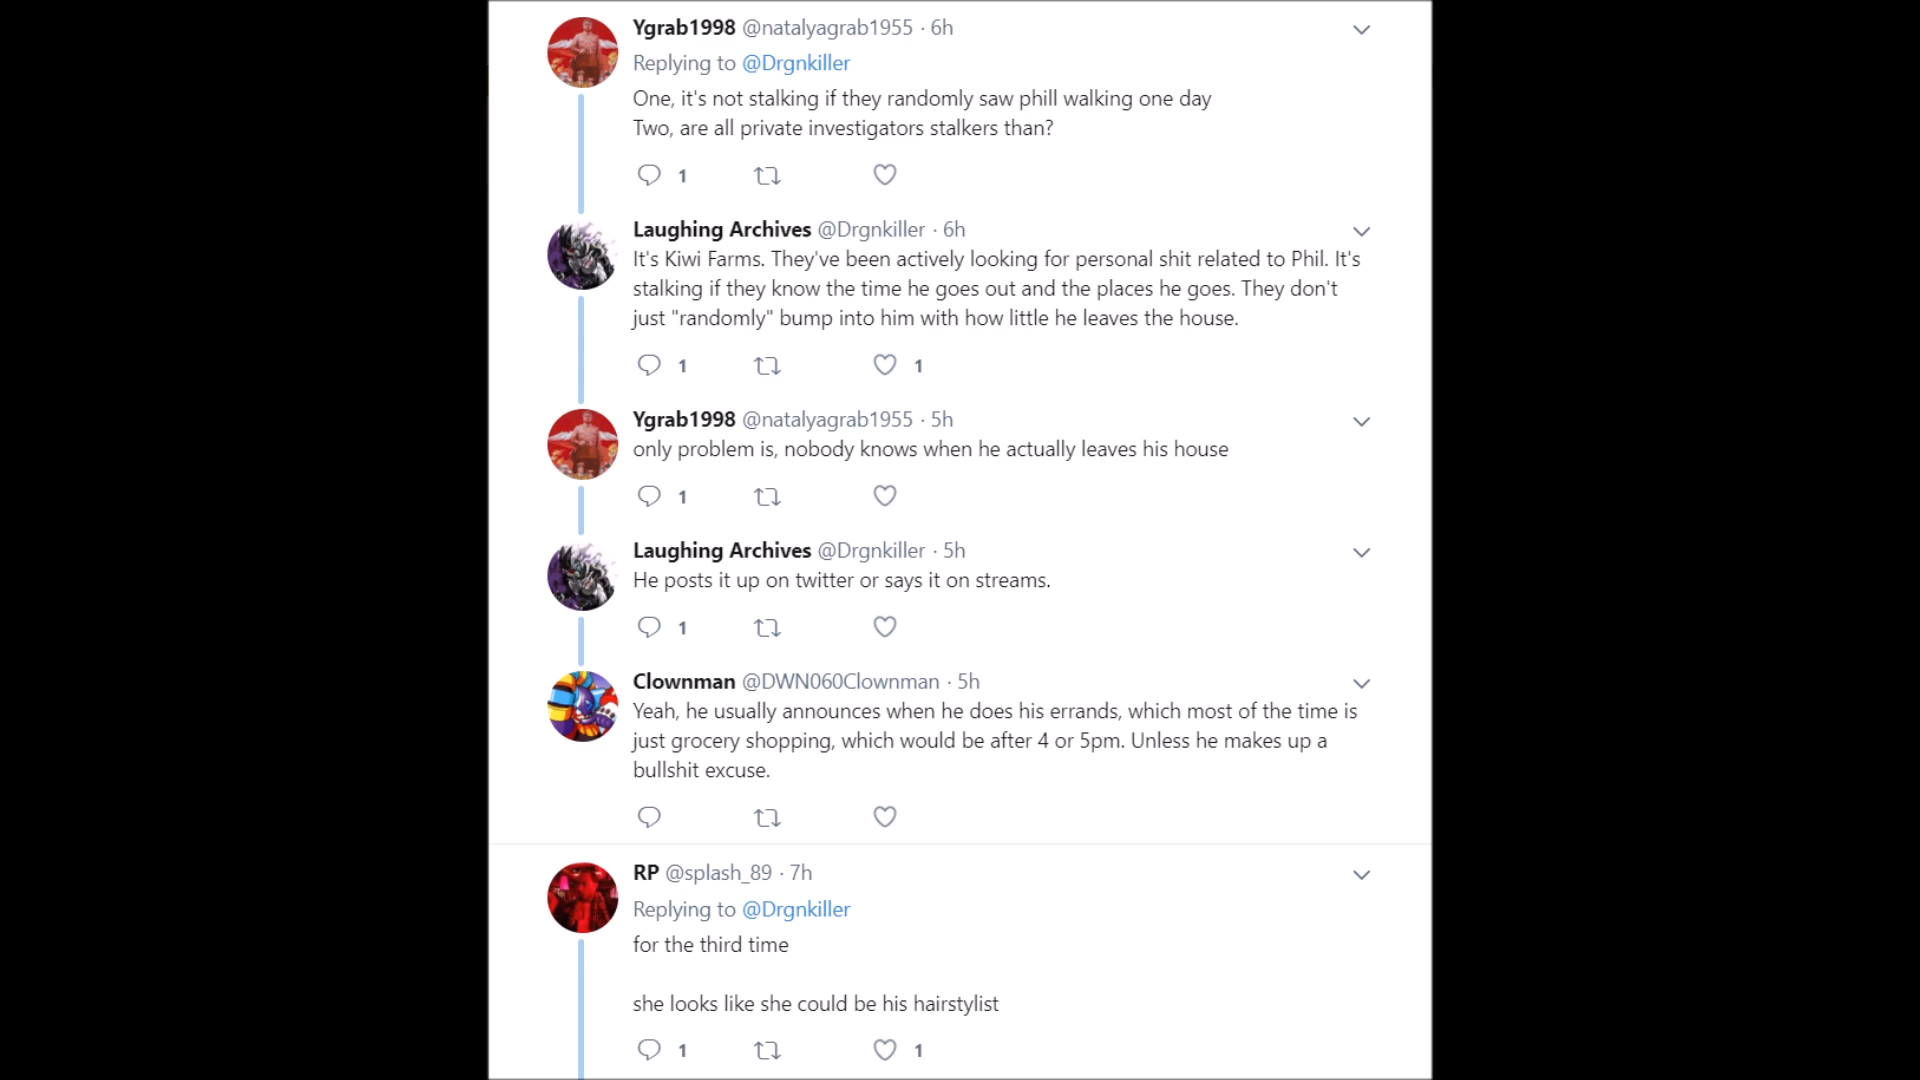 Ygrab1998 @natalyagrab1955 · 6h
Replying to @Drgnkiller
One, it's not stalking if they randomly saw phill walking one day
Two, are all private investigators stalkers than?
1
Laughing Archives @Drgnkiller · 6h
It's Kiwi Farms. They've been actively looking for personal shit related to Phil. It's
stalking if they know the time he goes out and the places he goes. They don't
just "randomly" bump into him with how little he leaves the house.
1 1
Ygrab1998 @natalyagrab1955 · 5h
only problem is, nobody knows when he actually leaves his house
1
Laughing Archives @Drgnkiller · 5h
He posts it up on twitter or says it on streams.
1
Clownman @DWN060Clownman · 5h
Yeah, he usually announces when he does his errands, which most of the time is
just grocery shopping, which would be after 4 or 5pm. Unless he makes up a
bullshit excuse.
RP @splash_89 · 7h
Replying to @Drgnkiller
for the third time
she looks like she could be his hairstylist
1 1